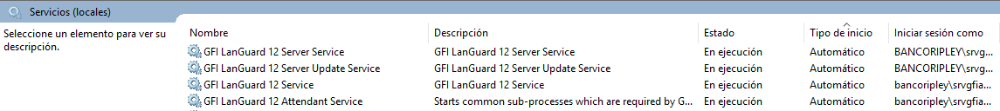 Servicios (locales)
Seleccione un elemento para ver su
descripción.
Nombre Descripción Estado Tipo de inicio Iniciar sesión como
GFI LanGuard 12 Server Service GFI LanGuard 12 Server Service En ejecución Automático BANCORIPLEY\srvg...
GFI LanGuard 12 Server Update Service GFI LanGuard 12 Server Update Service En ejecución Automático BANCORIPLEY\srvg...
GFI LanGuard 12 Service GFI LanGuard 12 Service En ejecución Automático bancoripley\srvgfia...
GFI LanGuard 12 Attendant Service Starts common sub-processes which are required by G... En ejecución Automático bancoripley\srvgfia...